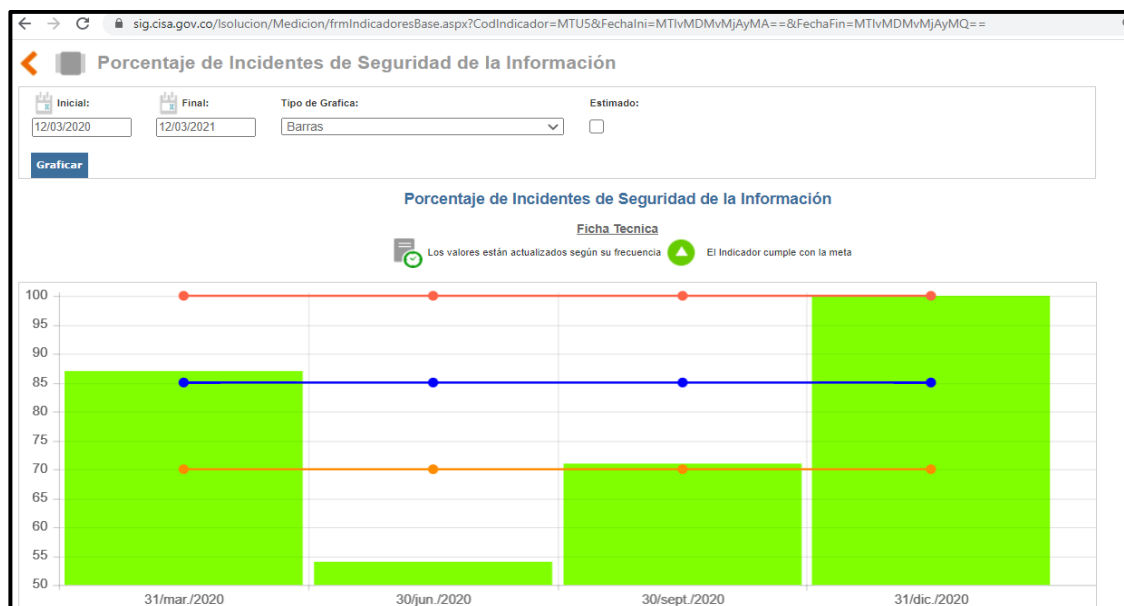 sig.cisa.gov.co/Isolucion/Medicion/frmIndicadoresBase.aspx?CodIndicador=MTU5&FechaIni=MTIvMDMvMjAyMA==&FechaFin=MTIvMDMvMjAyMQ==
Porcentaje de Incidentes de Seguridad de la Información
Inicial: Final: Tipo de Grafica: Estimado:
12/03/2020 12/03/2021 Barras
Graficar
Porcentaje de Incidentes de Seguridad de la Información
Ficha Tecnica
Los valores están actualizados según su frecuencia El Indicador cumple con la meta
100
95
90
85
80
75
70
65
60
55
50
31/mar./2020 30/jun./2020 30/sept./2020 31/dic./2020